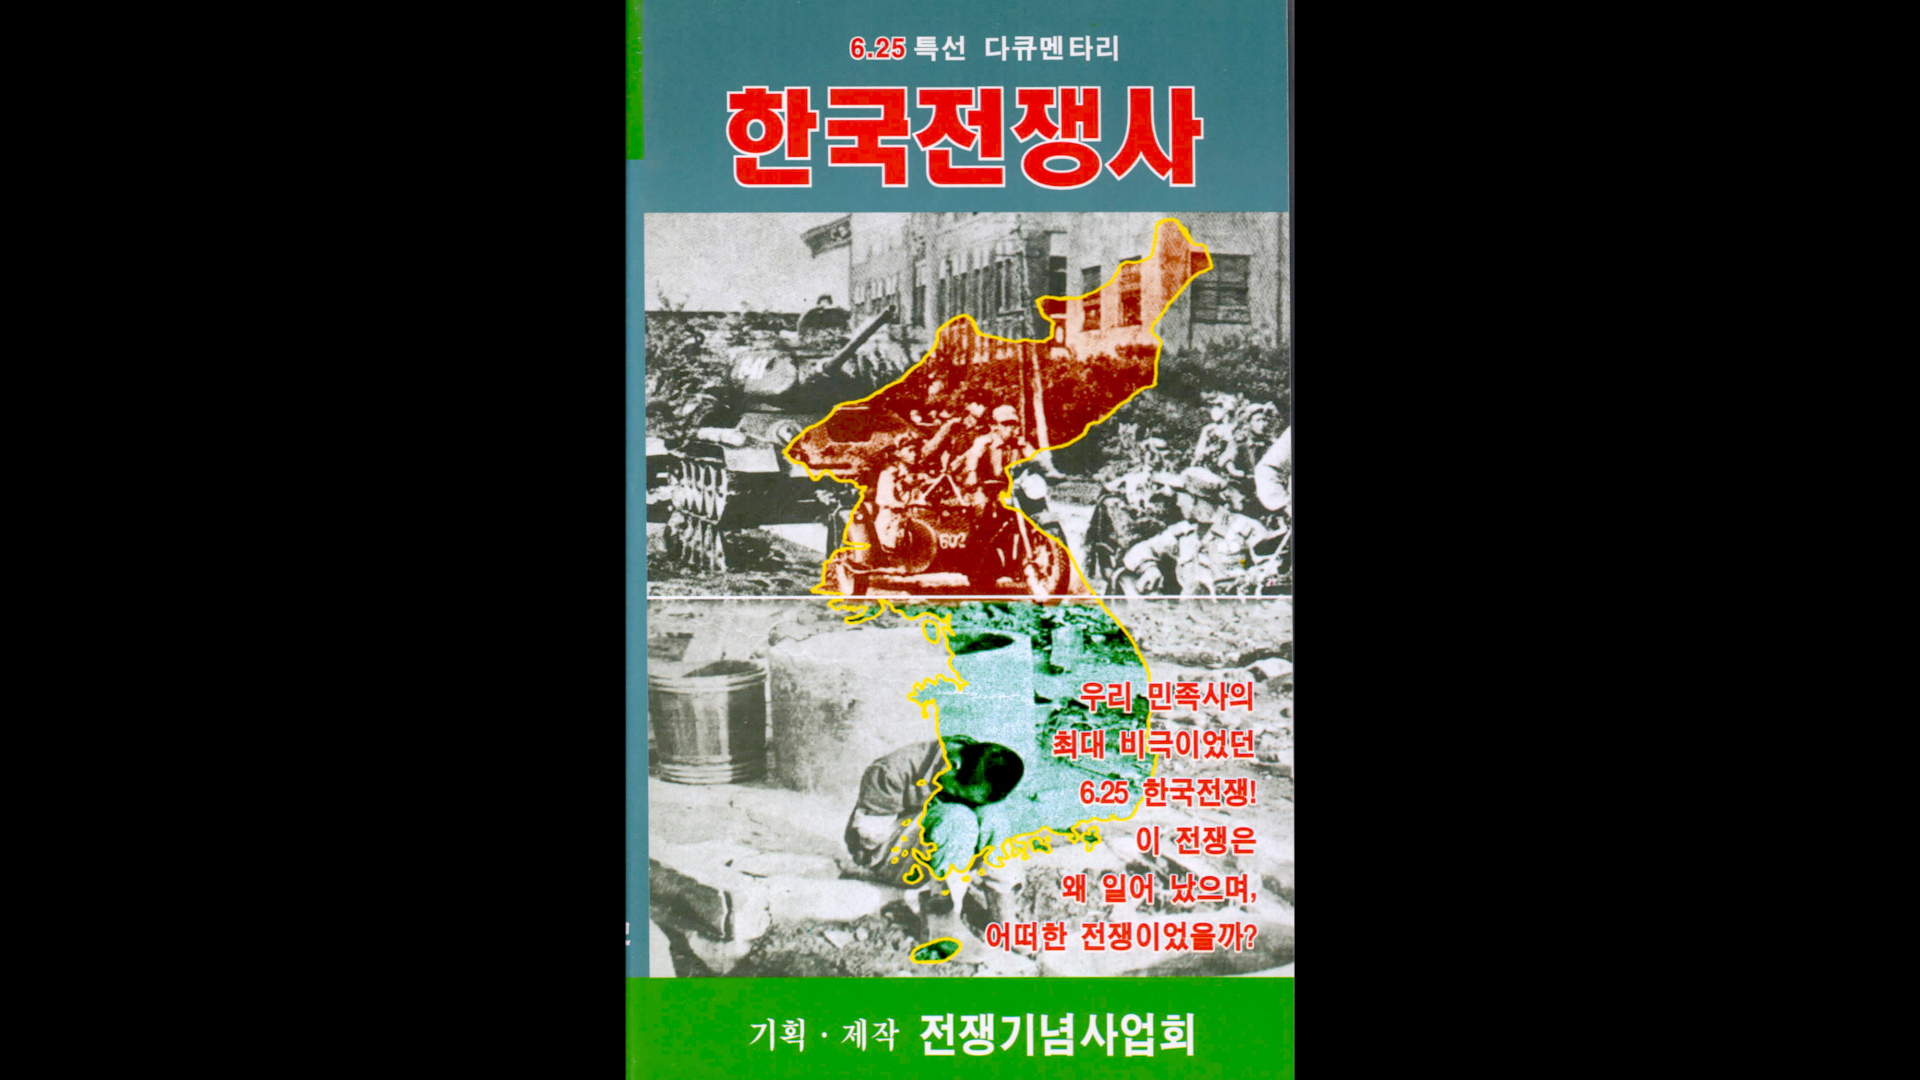 6.25 특선 다큐멘타리
한국전쟁사
602
우리 민족사의
최대 비극이었던
6.25 한국전쟁!
이 전쟁은
왜 일어 났으며,
어떠한 전쟁이었을까?
기획 · 제작 전쟁기념사업회